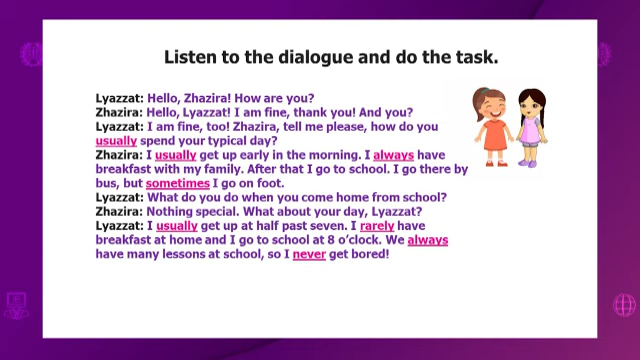 Listen to the dialogue and do the task.
Lyazzat: Hello, Zhazira! How are you?
Zhazira: Hello, Lyazzat! I am fine, thank you! And you?
Lyazzat: I am fine, too! Zhazira, tell me please, how do you
usually spend your typical day?
Zhazira: I usually get up early in the morning. I always have
breakfast with my family. After that I go to school. I go there by
bus, but sometimes I go on foot.
Lyazzat: What do you do when you come home from school?
Zhazira: Nothing special. What about your day, Lyazzat?
Lyazzat: I usually get up at half past seven. I rarely have
breakfast at home and I go to school at 8 o’clock. We always
have many lessons at school, so I never get bored!